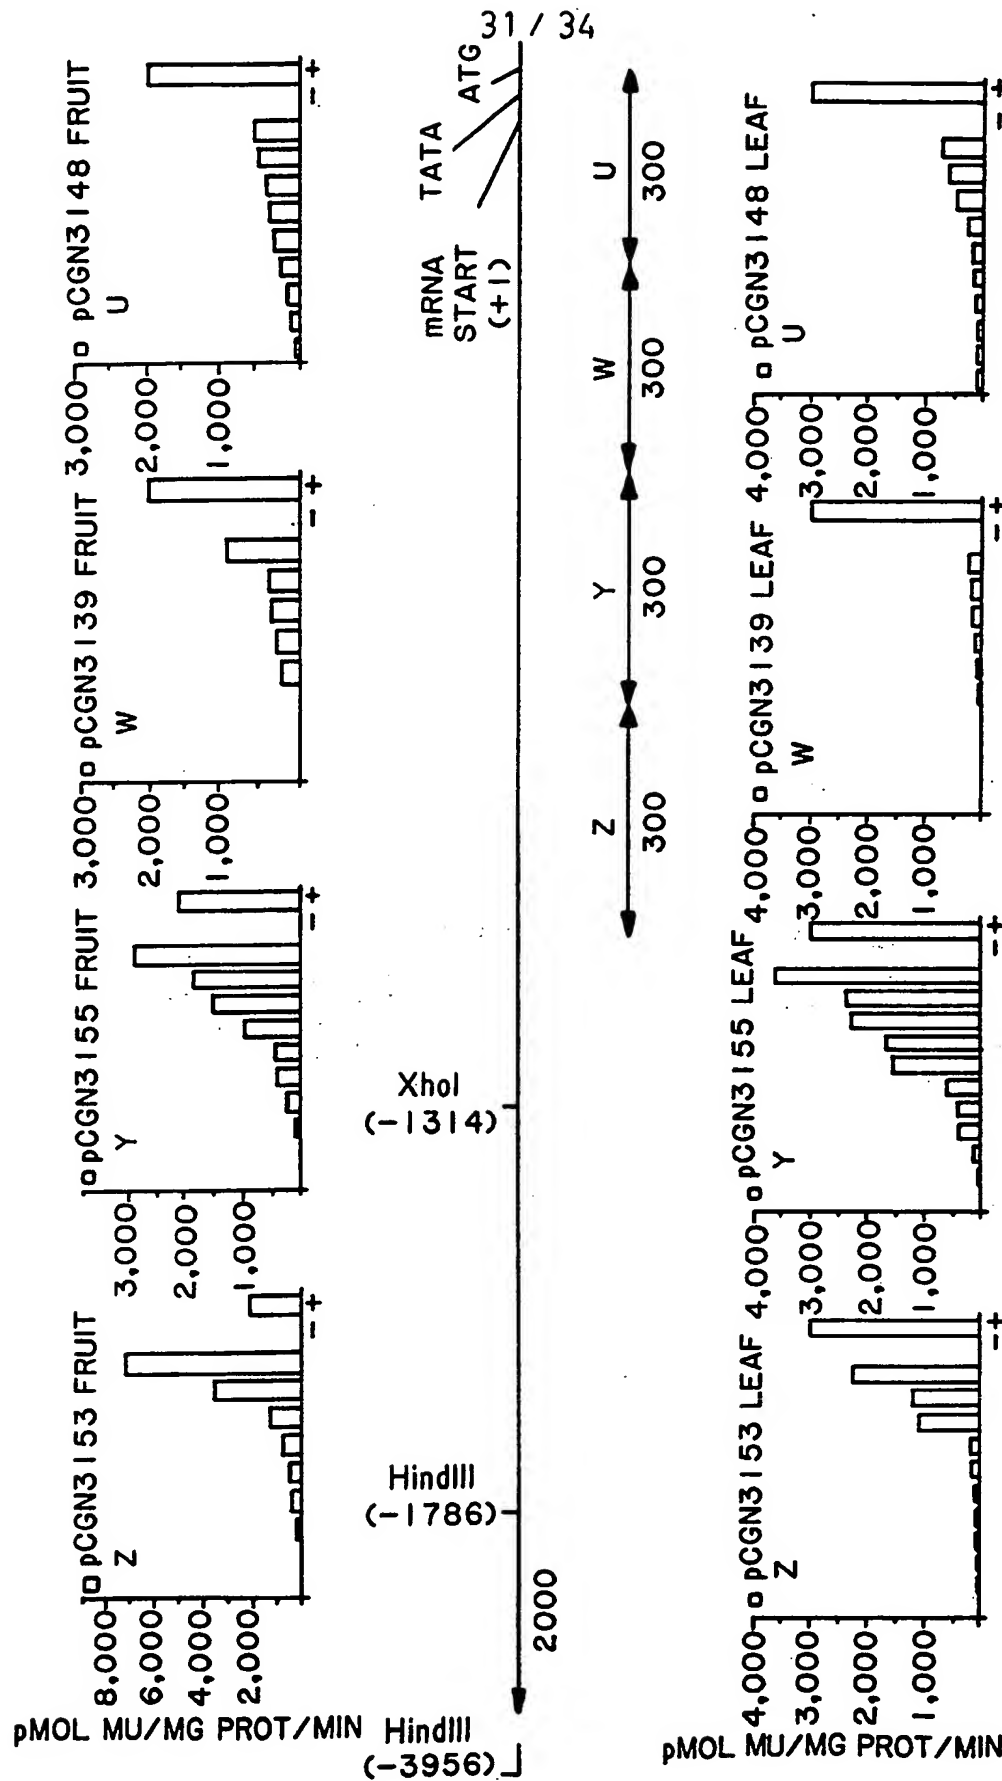 31 / 34
□ pCGN3153 FRUIT
Z
8,000
6,000
4,000
2,000
- +
pMOL MU/MG PROT/MIN
□ pCGN3155 FRUIT
Y
3,000
2,000
1,000
- +
□ pCGN3139 FRUIT
W
3,000
2,000
1,000
- +
□ pCGN3148 FRUIT
U
3,000
2,000
1,000
- +
HindIII
(-3956)
HindIII
(-1786)
XhoI
(-1314)
mRNA
START
(+1)
TATA
ATG
2000
Z
300
Y
300
W
300
U
300
□ pCGN3153 LEAF
Z
4,000
3,000
2,000
1,000
- +
pMOL MU/MG PROT/MIN
□ pCGN3155 LEAF
Y
4,000
3,000
2,000
1,000
- +
□ pCGN3139 LEAF
W
4,000
3,000
2,000
1,000
- +
□ pCGN3148 LEAF
U
4,000
3,000
2,000
1,000
- +